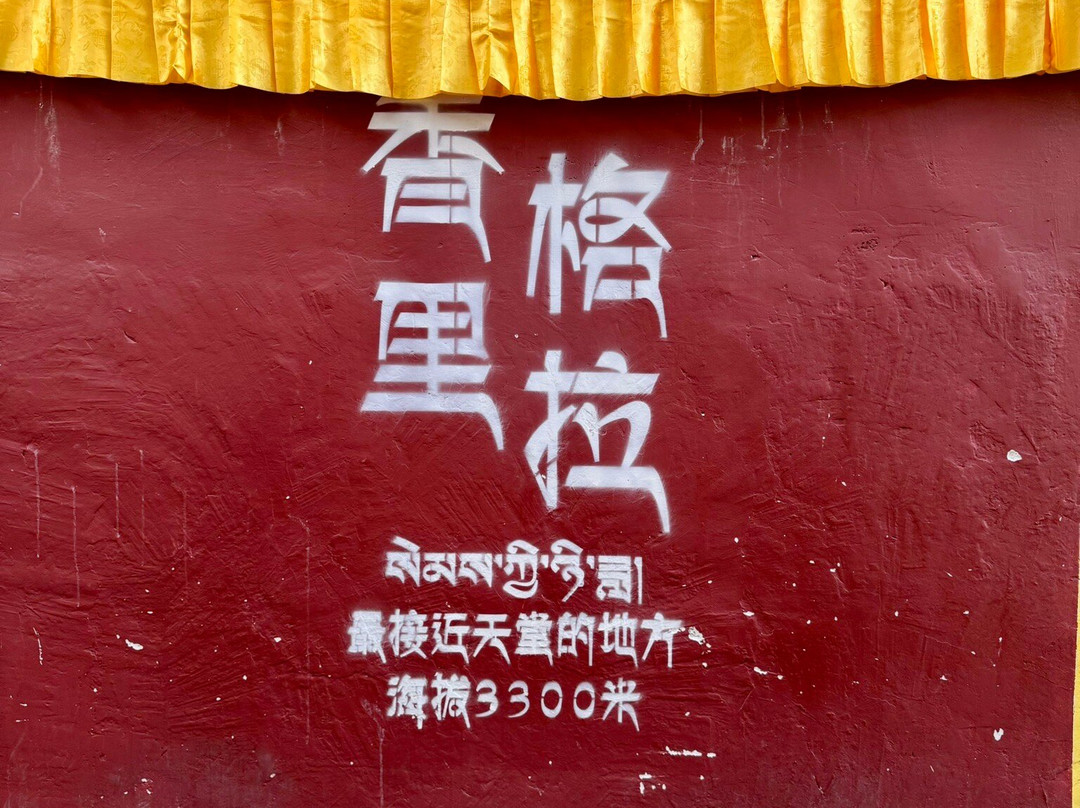 香
格
里
拉
སེམས་ཀྱི་ཉི་ཟླ།
最接近天堂的地方
海拔3300米